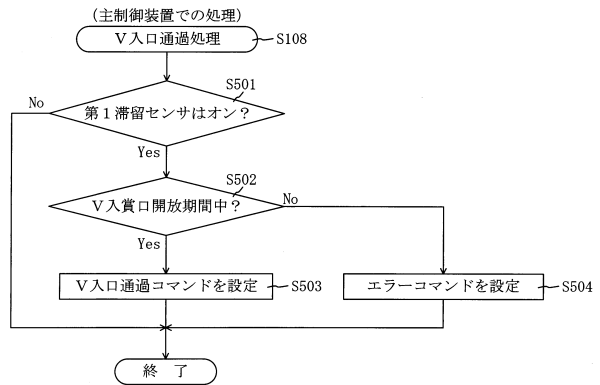 (主制御装置での処理)
V入口通過処理 S108
S501
No
第1滞留センサはオン?
Yes
S502
V入賞口開放期間中?
No
Yes
V入口通過コマンドを設定 S503
エラーコマンドを設定 S504
終 了